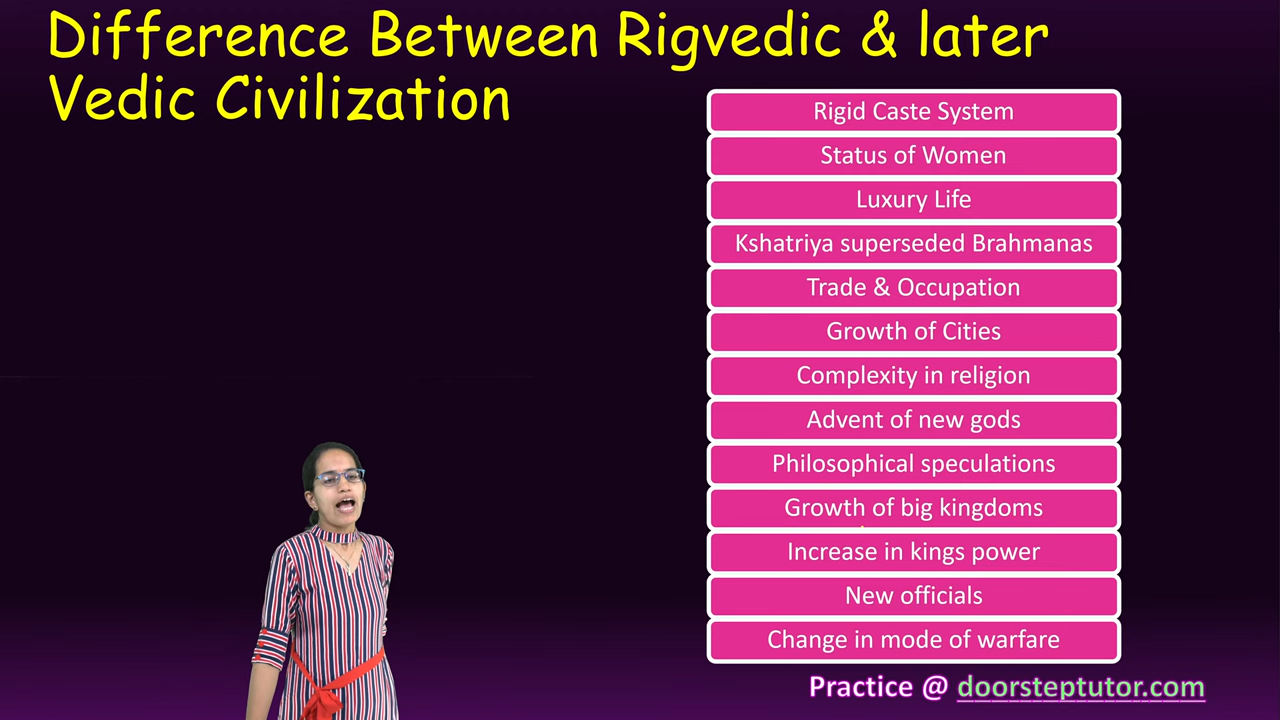 Difference Between Rigvedic & later
Vedic Civilization
Rigid Caste System
Status of Women
Luxury Life
Kshatriya superseded Brahmanas
Trade & Occupation
Growth of Cities
Complexity in religion
Advent of new gods
Philosophical speculations
Growth of big kingdoms
Increase in kings power
New officials
Change in mode of warfare
Practice @ doorsteptutor.com